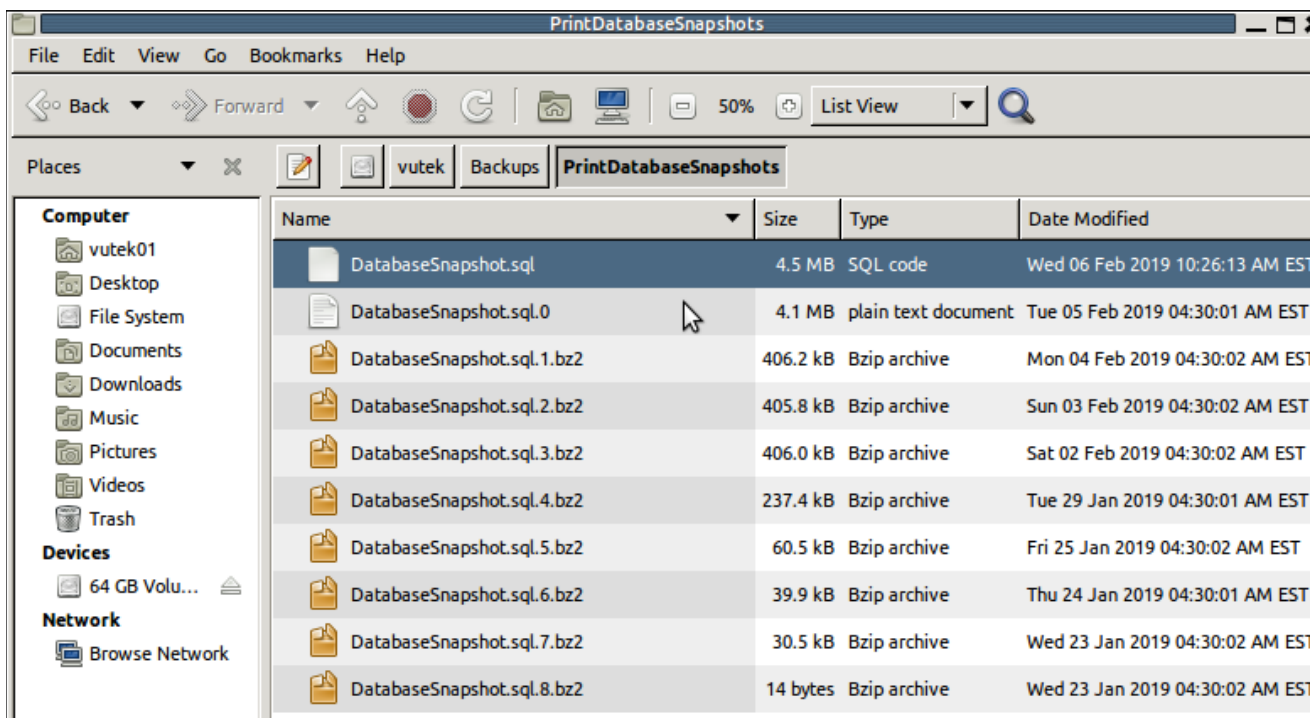 PrintDatabaseSnapshots
File Edit View Go Bookmarks Help
Back Forward 50% List View
Places vutek Backups PrintDatabaseSnapshots
Computer
vutek01
Desktop
File System
Documents
Downloads
Music
Pictures
Videos
Trash
Devices
64 GB Volu...
Network
Browse Network
Name Size Type Date Modified
DatabaseSnapshot.sql 4.5 MB SQL code Wed 06 Feb 2019 10:26:13 AM EST
DatabaseSnapshot.sql.0 4.1 MB plain text document Tue 05 Feb 2019 04:30:01 AM EST
DatabaseSnapshot.sql.1.bz2 406.2 kB Bzip archive Mon 04 Feb 2019 04:30:02 AM EST
DatabaseSnapshot.sql.2.bz2 405.8 kB Bzip archive Sun 03 Feb 2019 04:30:02 AM EST
DatabaseSnapshot.sql.3.bz2 406.0 kB Bzip archive Sat 02 Feb 2019 04:30:02 AM EST
DatabaseSnapshot.sql.4.bz2 237.4 kB Bzip archive Tue 29 Jan 2019 04:30:01 AM EST
DatabaseSnapshot.sql.5.bz2 60.5 kB Bzip archive Fri 25 Jan 2019 04:30:02 AM EST
DatabaseSnapshot.sql.6.bz2 39.9 kB Bzip archive Thu 24 Jan 2019 04:30:01 AM EST
DatabaseSnapshot.sql.7.bz2 30.5 kB Bzip archive Wed 23 Jan 2019 04:30:02 AM EST
DatabaseSnapshot.sql.8.bz2 14 bytes Bzip archive Wed 23 Jan 2019 04:30:02 AM EST